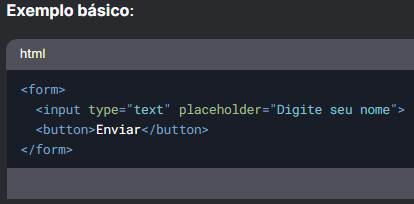 Exemplo básico:
html
<form>
  <input type="text" placeholder="Digite seu nome">
  <button>Enviar</button>
</form>